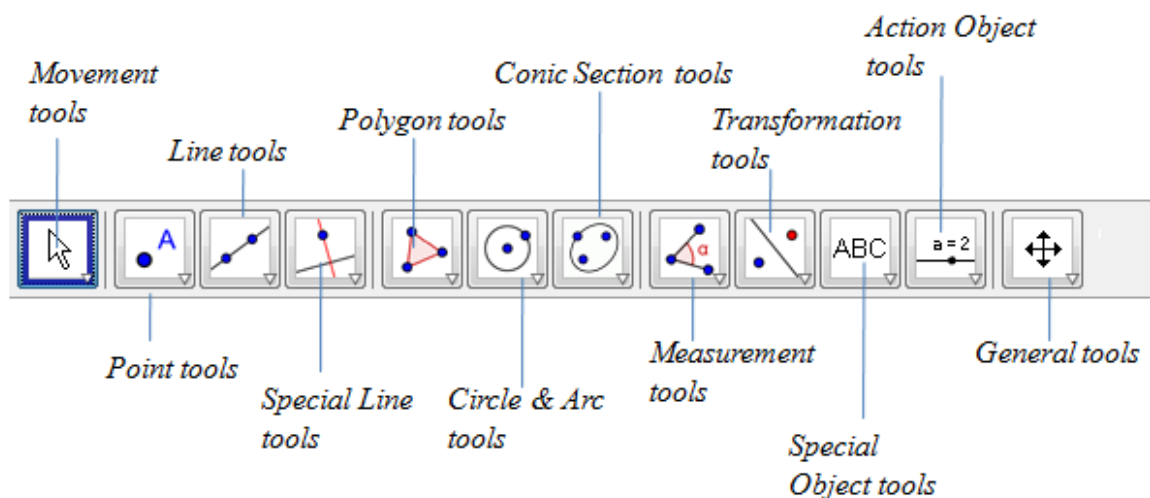 Action Object
tools
Movement
tools
Conic Section tools
Polygon tools
Transformation
tools
Line tools
A
α
ABC
a = 2
Point tools
Special Line
tools
Circle & Arc
tools
Measurement
tools
General tools
Special
Object tools